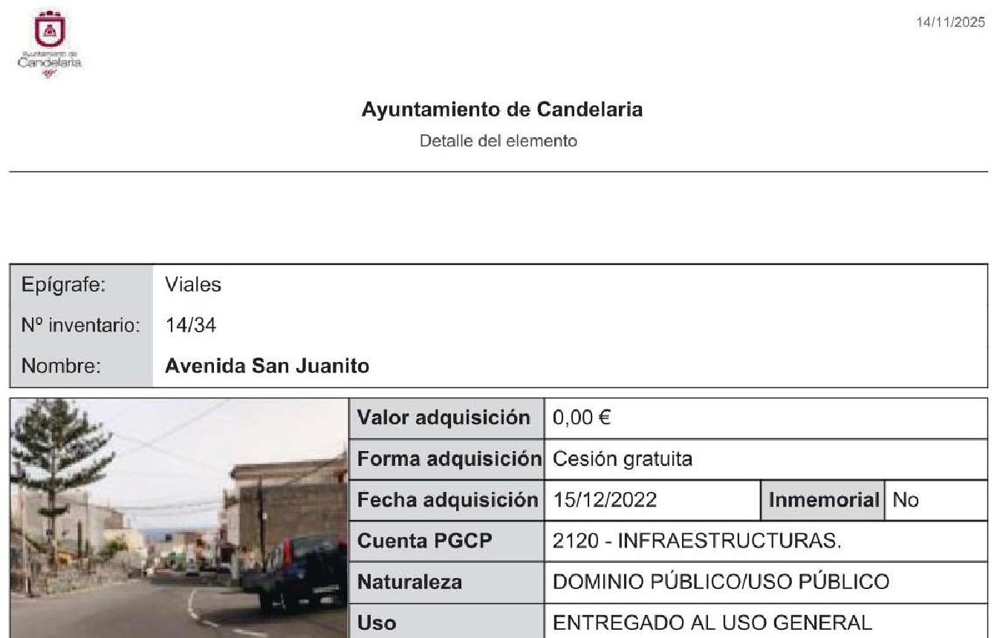 14/11/2025
Ayuntamiento de
Candelaria
Ayuntamiento de Candelaria
Detalle del elemento
Epígrafe: Viales
Nº inventario: 14/34
Nombre: Avenida San Juanito
Valor adquisición 0,00 €
Forma adquisición Cesión gratuita
Fecha adquisición 15/12/2022 Inmemorial No
Cuenta PGCP 2120 - INFRAESTRUCTURAS.
Naturaleza DOMINIO PÚBLICO/USO PÚBLICO
Uso ENTREGADO AL USO GENERAL